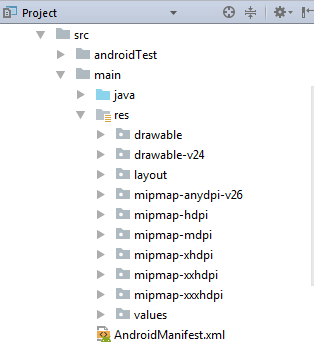 Project
src
androidTest
main
java
res
drawable
drawable-v24
layout
mipmap-anydpi-v26
mipmap-hdpi
mipmap-mdpi
mipmap-xhdpi
mipmap-xxhdpi
mipmap-xxxhdpi
values
AndroidManifest.xml